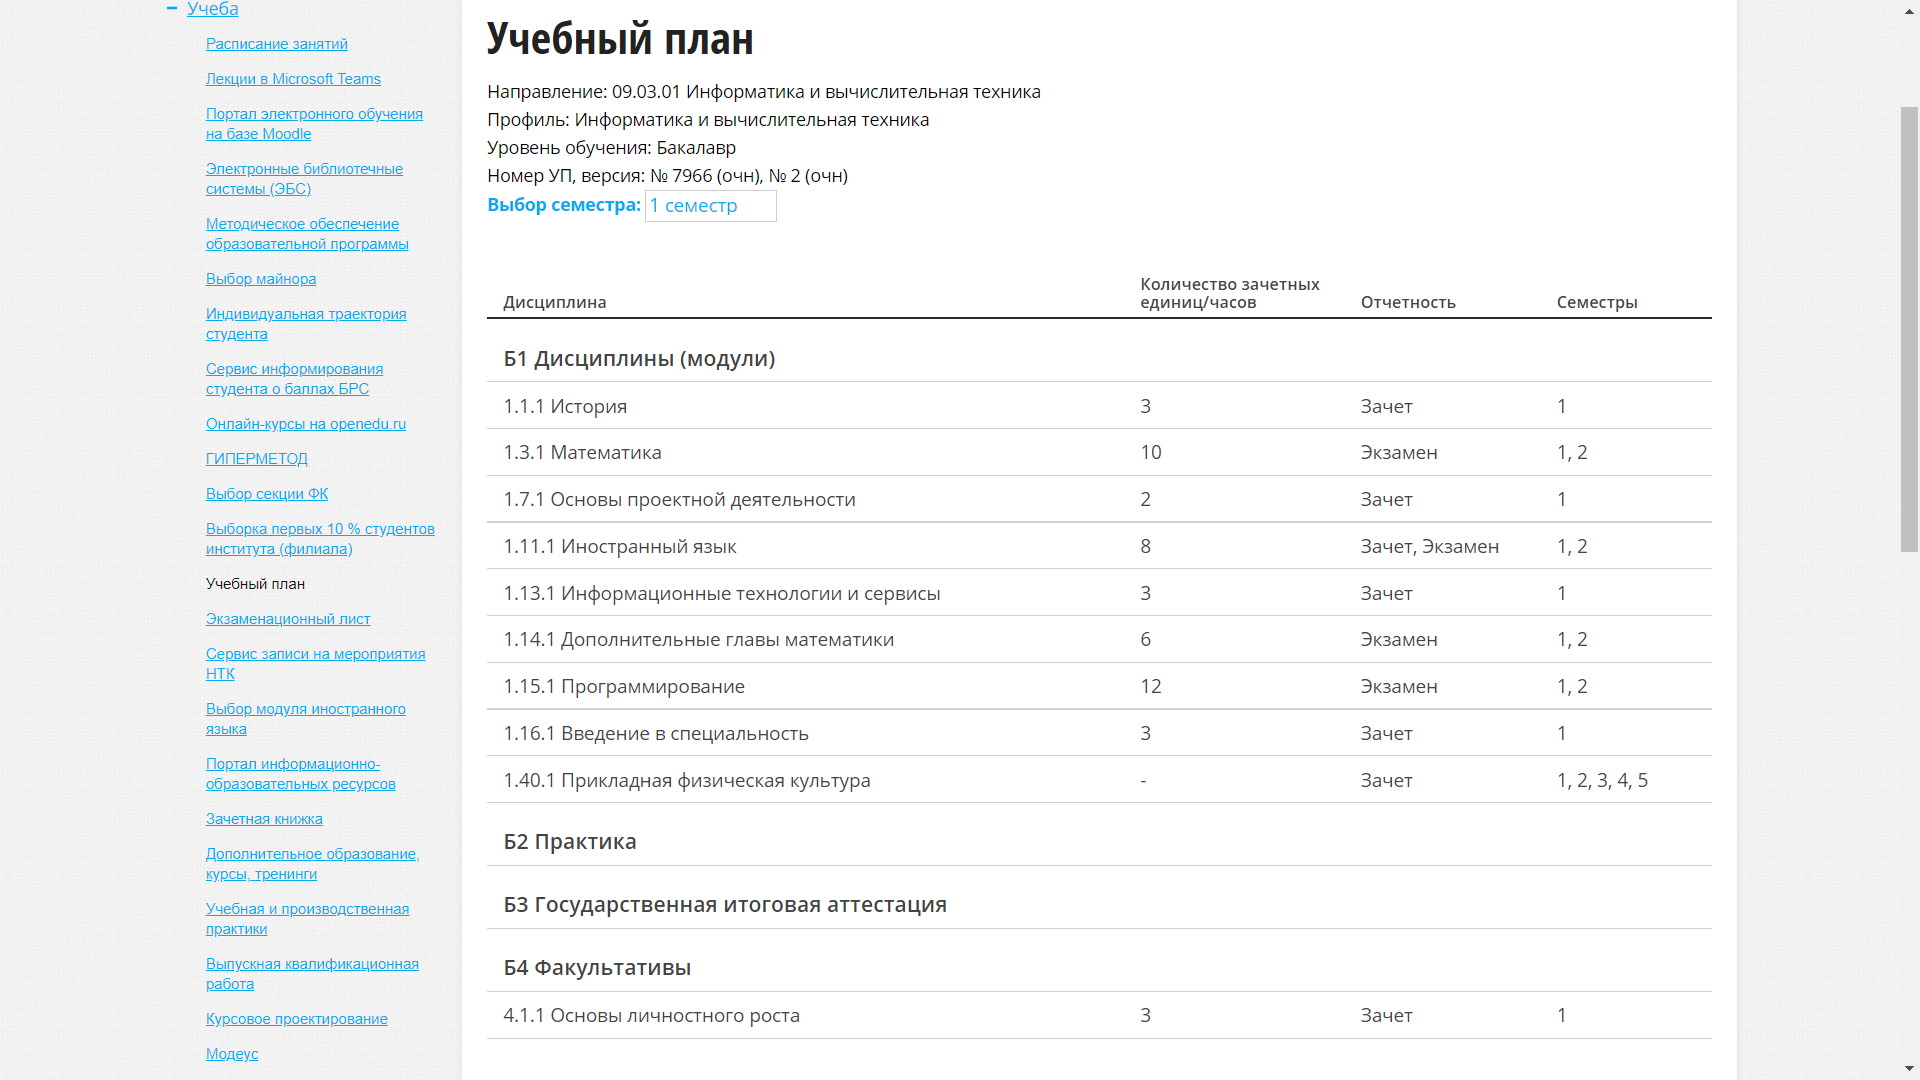 Учеба
Расписание занятий
Лекции в Microsoft Teams
Портал электронного обучения
на базе Moodle
Электронные библиотечные
системы (ЭБС)
Методическое обеспечение
образовательной программы
Выбор майнора
Индивидуальная траектория
студента
Сервис информирования
студента о баллах БРС
Онлайн-курсы на openedu.ru
ГИПЕРМЕТОД
Выбор секции ФК
Выборка первых 10 % студентов
института (филиала)
Учебный план
Экзаменационный лист
Сервис записи на мероприятия
НТК
Выбор модуля иностранного
языка
Портал информационно-
образовательных ресурсов
Зачетная книжка
Дополнительное образование,
курсы, тренинги
Учебная и производственная
практики
Выпускная квалификационная
работа
Курсовое проектирование
Модеус
Учебный план
Направление: 09.03.01 Информатика и вычислительная техника
Профиль: Информатика и вычислительная техника
Уровень обучения: Бакалавр
Номер УП, версия: № 7966 (очн), № 2 (очн)
Выбор семестра: 1 семестр
Дисциплина Количество зачетных единиц/часов Отчетность Семестры
Б1 Дисциплины (модули)
1.1.1 История 3 Зачет 1
1.3.1 Математика 10 Экзамен 1, 2
1.7.1 Основы проектной деятельности 2 Зачет 1
1.11.1 Иностранный язык 8 Зачет, Экзамен 1, 2
1.13.1 Информационные технологии и сервисы 3 Зачет 1
1.14.1 Дополнительные главы математики 6 Экзамен 1, 2
1.15.1 Программирование 12 Экзамен 1, 2
1.16.1 Введение в специальность 3 Зачет 1
1.40.1 Прикладная физическая культура - Зачет 1, 2, 3, 4, 5
Б2 Практика
Б3 Государственная итоговая аттестация
Б4 Факультативы
4.1.1 Основы личностного роста 3 Зачет 1